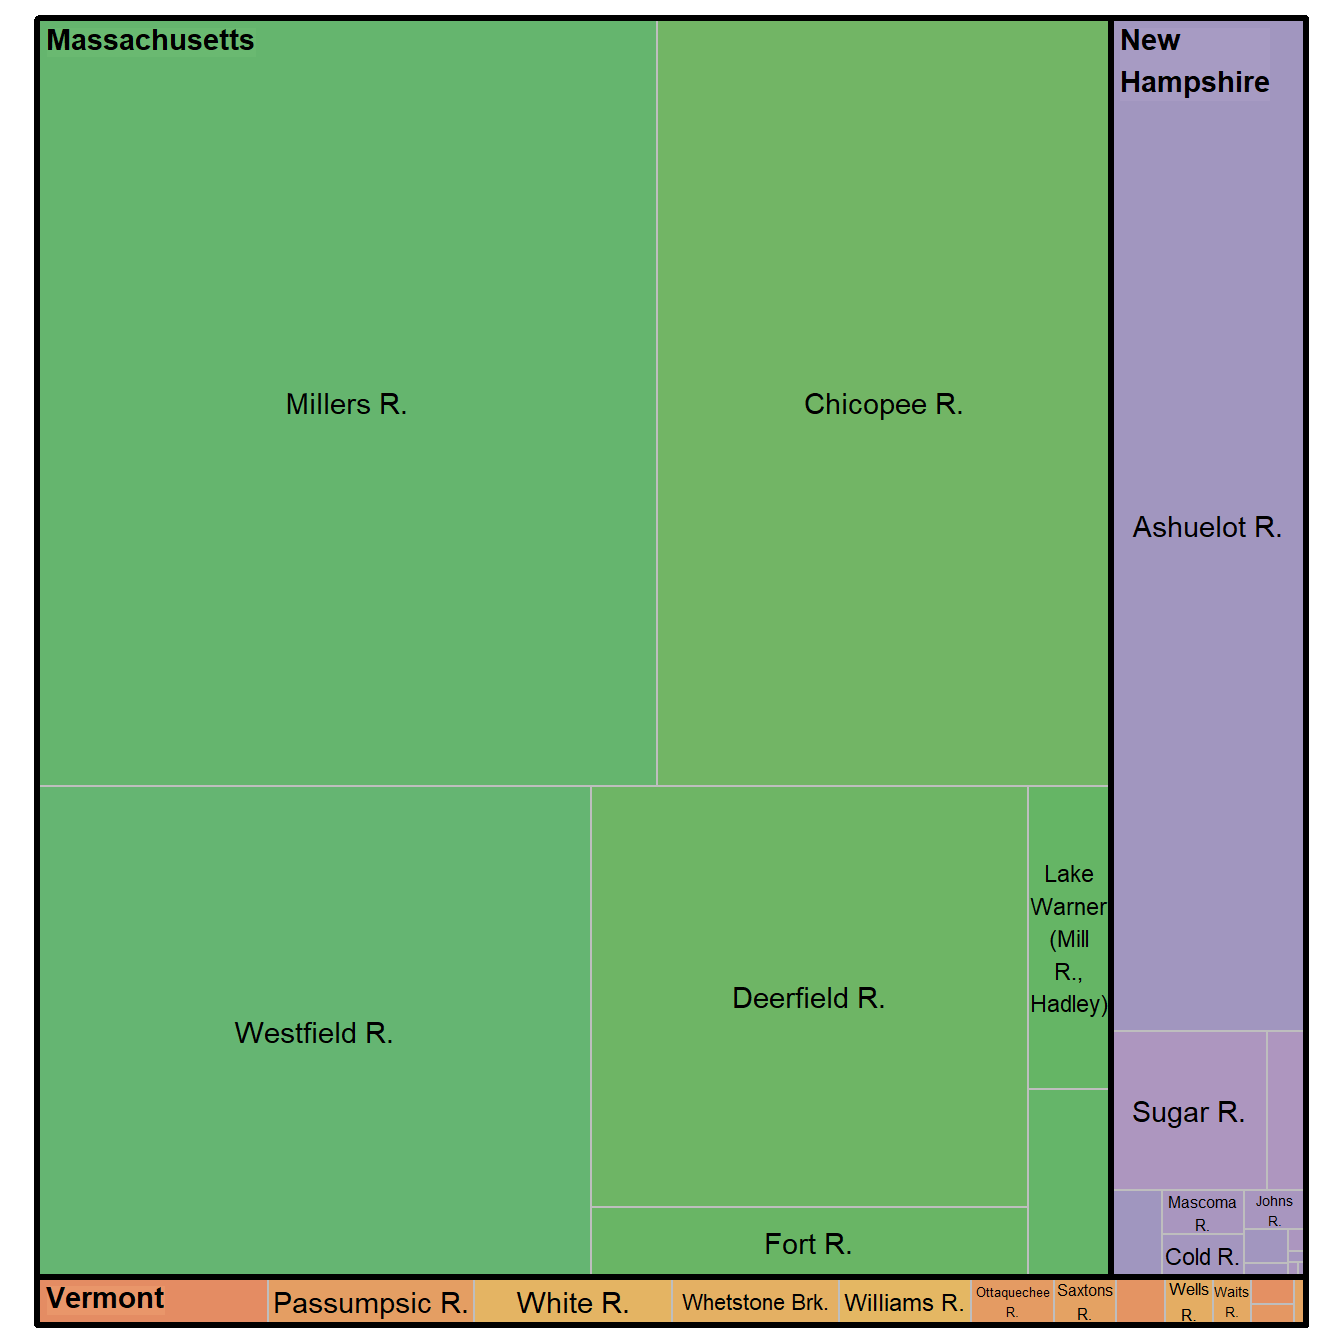 Massachusetts
New
Hampshire
Millers R.
Chicopee R.
Ashuelot R.
Westfield R.
Deerfield R.
Lake
Warner
(Mill
R.,
Hadley)
Fort R.
Sugar R.
Mascoma
R.
Johns
R.
Cold R.
Vermont
Passumpsic R.
White R.
Whetstone Brk.
Williams R.
Ottaquechee
R.
Saxtons
R.
Wells
R.
Waits
R.